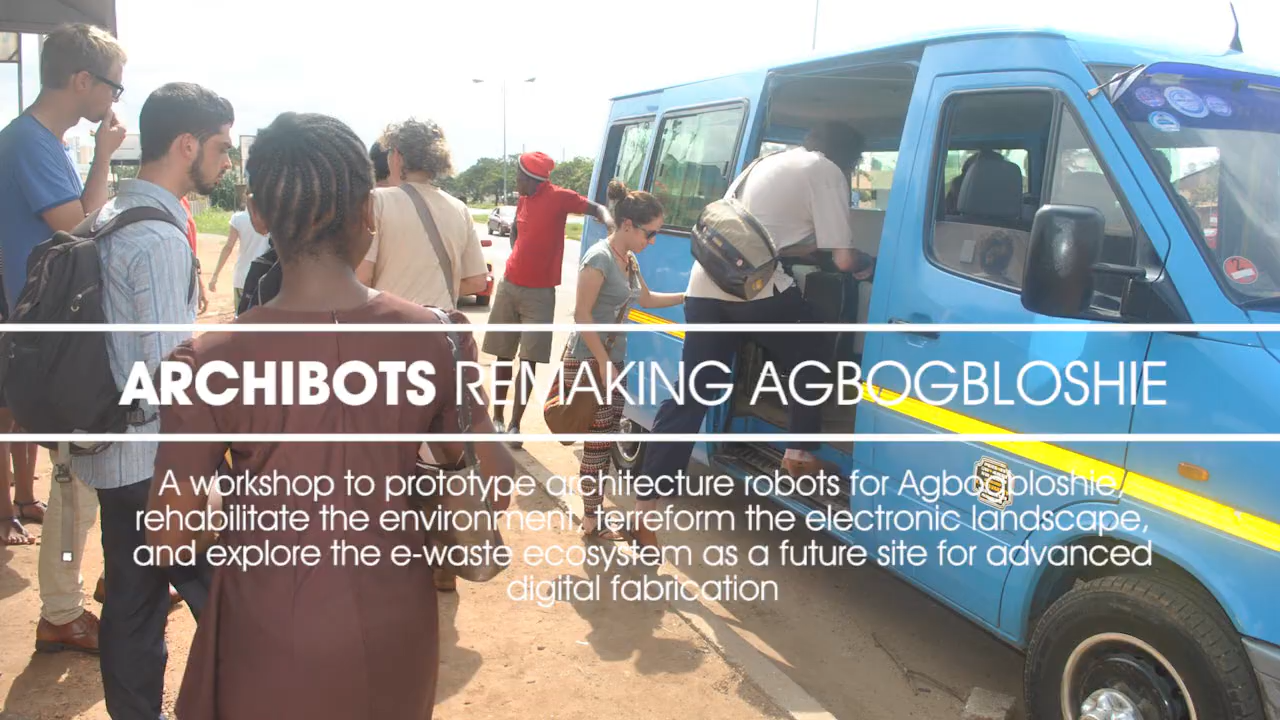 ARCHIBOTS REMAKING AGBOGBLOSHIE
A workshop to prototype architecture robots for Agbogbloshie,
rehabilitate the environment, terreform the electronic landscape,
and explore the e-waste ecosystem as a future site for advanced
digital fabrication